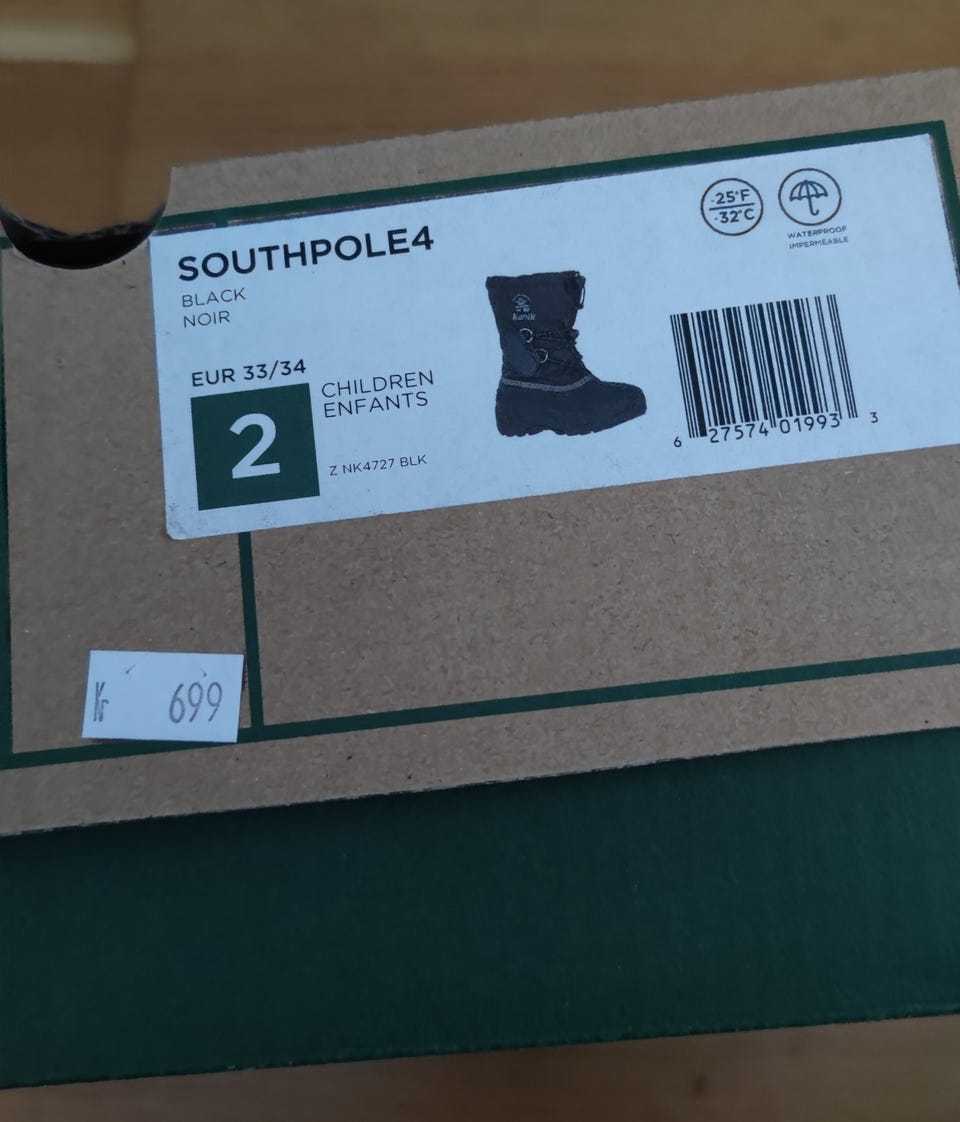 SOUTHPOLE4
BLACK
NOIR
-25°F
-32°C
WATERPROOF
IMPERMÉABLE
kamik
EUR 33/34
2
CHILDREN
ENFANTS
Z NK4727 BLK
6 27574 01993 3
Kr 699